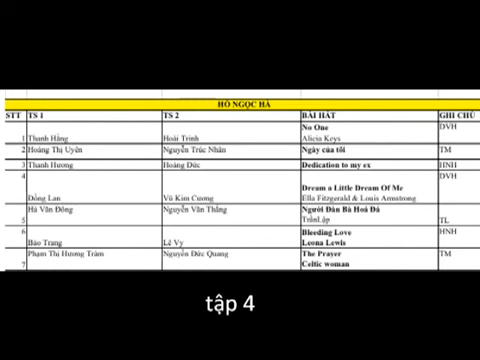 HỒ NGỌC HÀ
STT TS 1 TS 2 BÀI HÁT GHI CHÚ
1 Thanh Hằng Hoài Trinh No One DVH
Alicia Keys
2 Hoàng Thị Uyên Nguyễn Trúc Nhân Ngày của tôi TM
3 Thanh Hương Hoàng Đức Dedication to my ex HNH
4 Đồng Lan Vũ Kim Cương Dream a Little Dream Of Me DVH
Ella Fitzgerald & Louis Armstrong
5 Hà Văn Đông Nguyễn Văn Thắng Người Đàn Bà Hoá Đá TL
TrầnLập
6 Bảo Trang Lê Vy Bleeding Love HNH
Leona Lewis
7 Phạm Thị Hương Tràm Nguyễn Đức Quang The Prayer TM
Celtic woman
tập 4